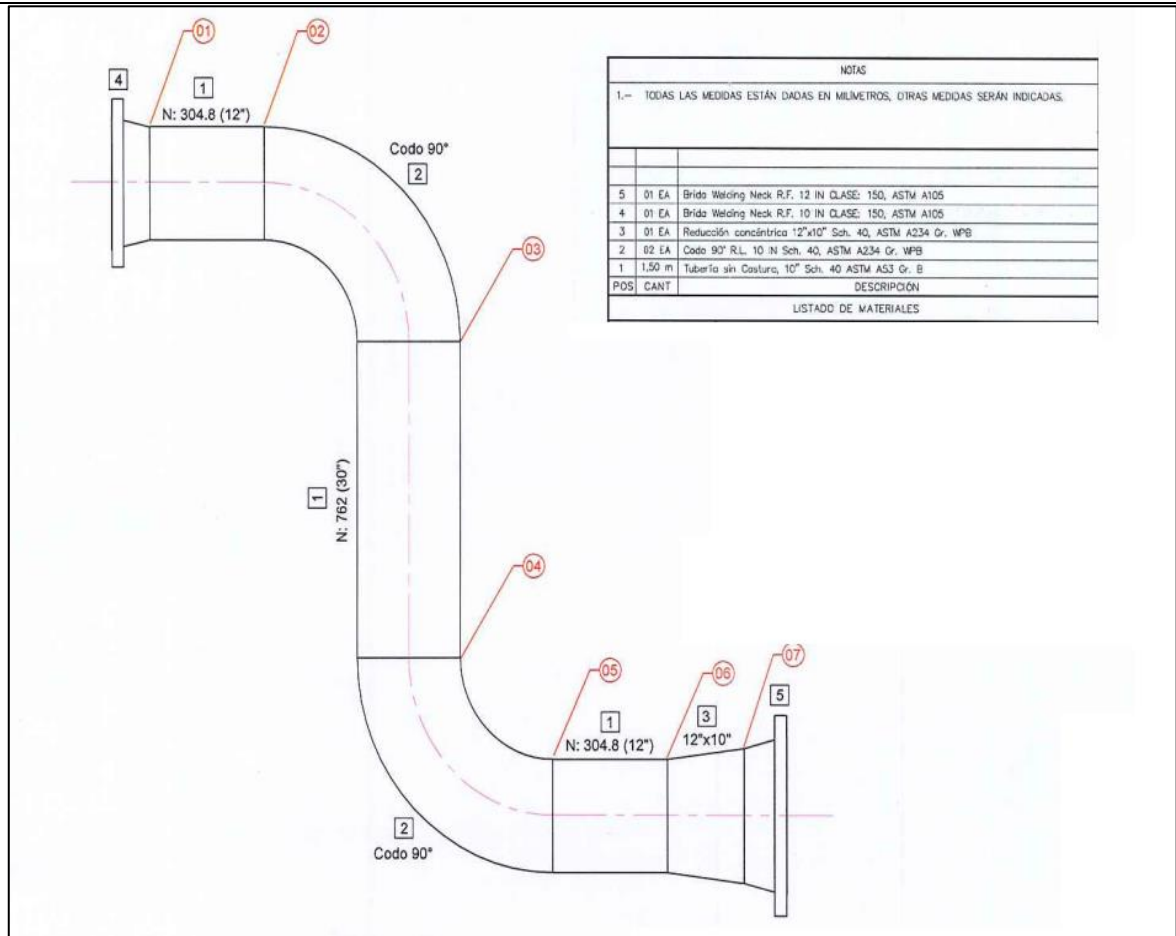 01
02
4
1
N: 304.8 (12")
Codo 90°
2
03
1
N: 762 (30")
04
05
06
07
1
N: 304.8 (12")
3
12"x10"
5
2
Codo 90°
NOTAS
1.- TODAS LAS MEDIDAS ESTÁN DADAS EN MILÍMETROS, OTRAS MEDIDAS SERÁN INDICADAS.
5 01 EA Brida Welding Neck R.F. 12 IN CLASE: 150, ASTM A105
4 01 EA Brida Welding Neck R.F. 10 IN CLASE: 150, ASTM A105
3 01 EA Reducción concéntrica 12"x10" Sch. 40, ASTM A234 Gr. WPB
2 02 EA Codo 90° R.L. 10 IN Sch. 40, ASTM A234 Gr. WPB
1 1,50 m Tubería sin Costura, 10" Sch. 40 ASTM A53 Gr. B
POS CANT DESCRIPCIÓN
LISTADO DE MATERIALES